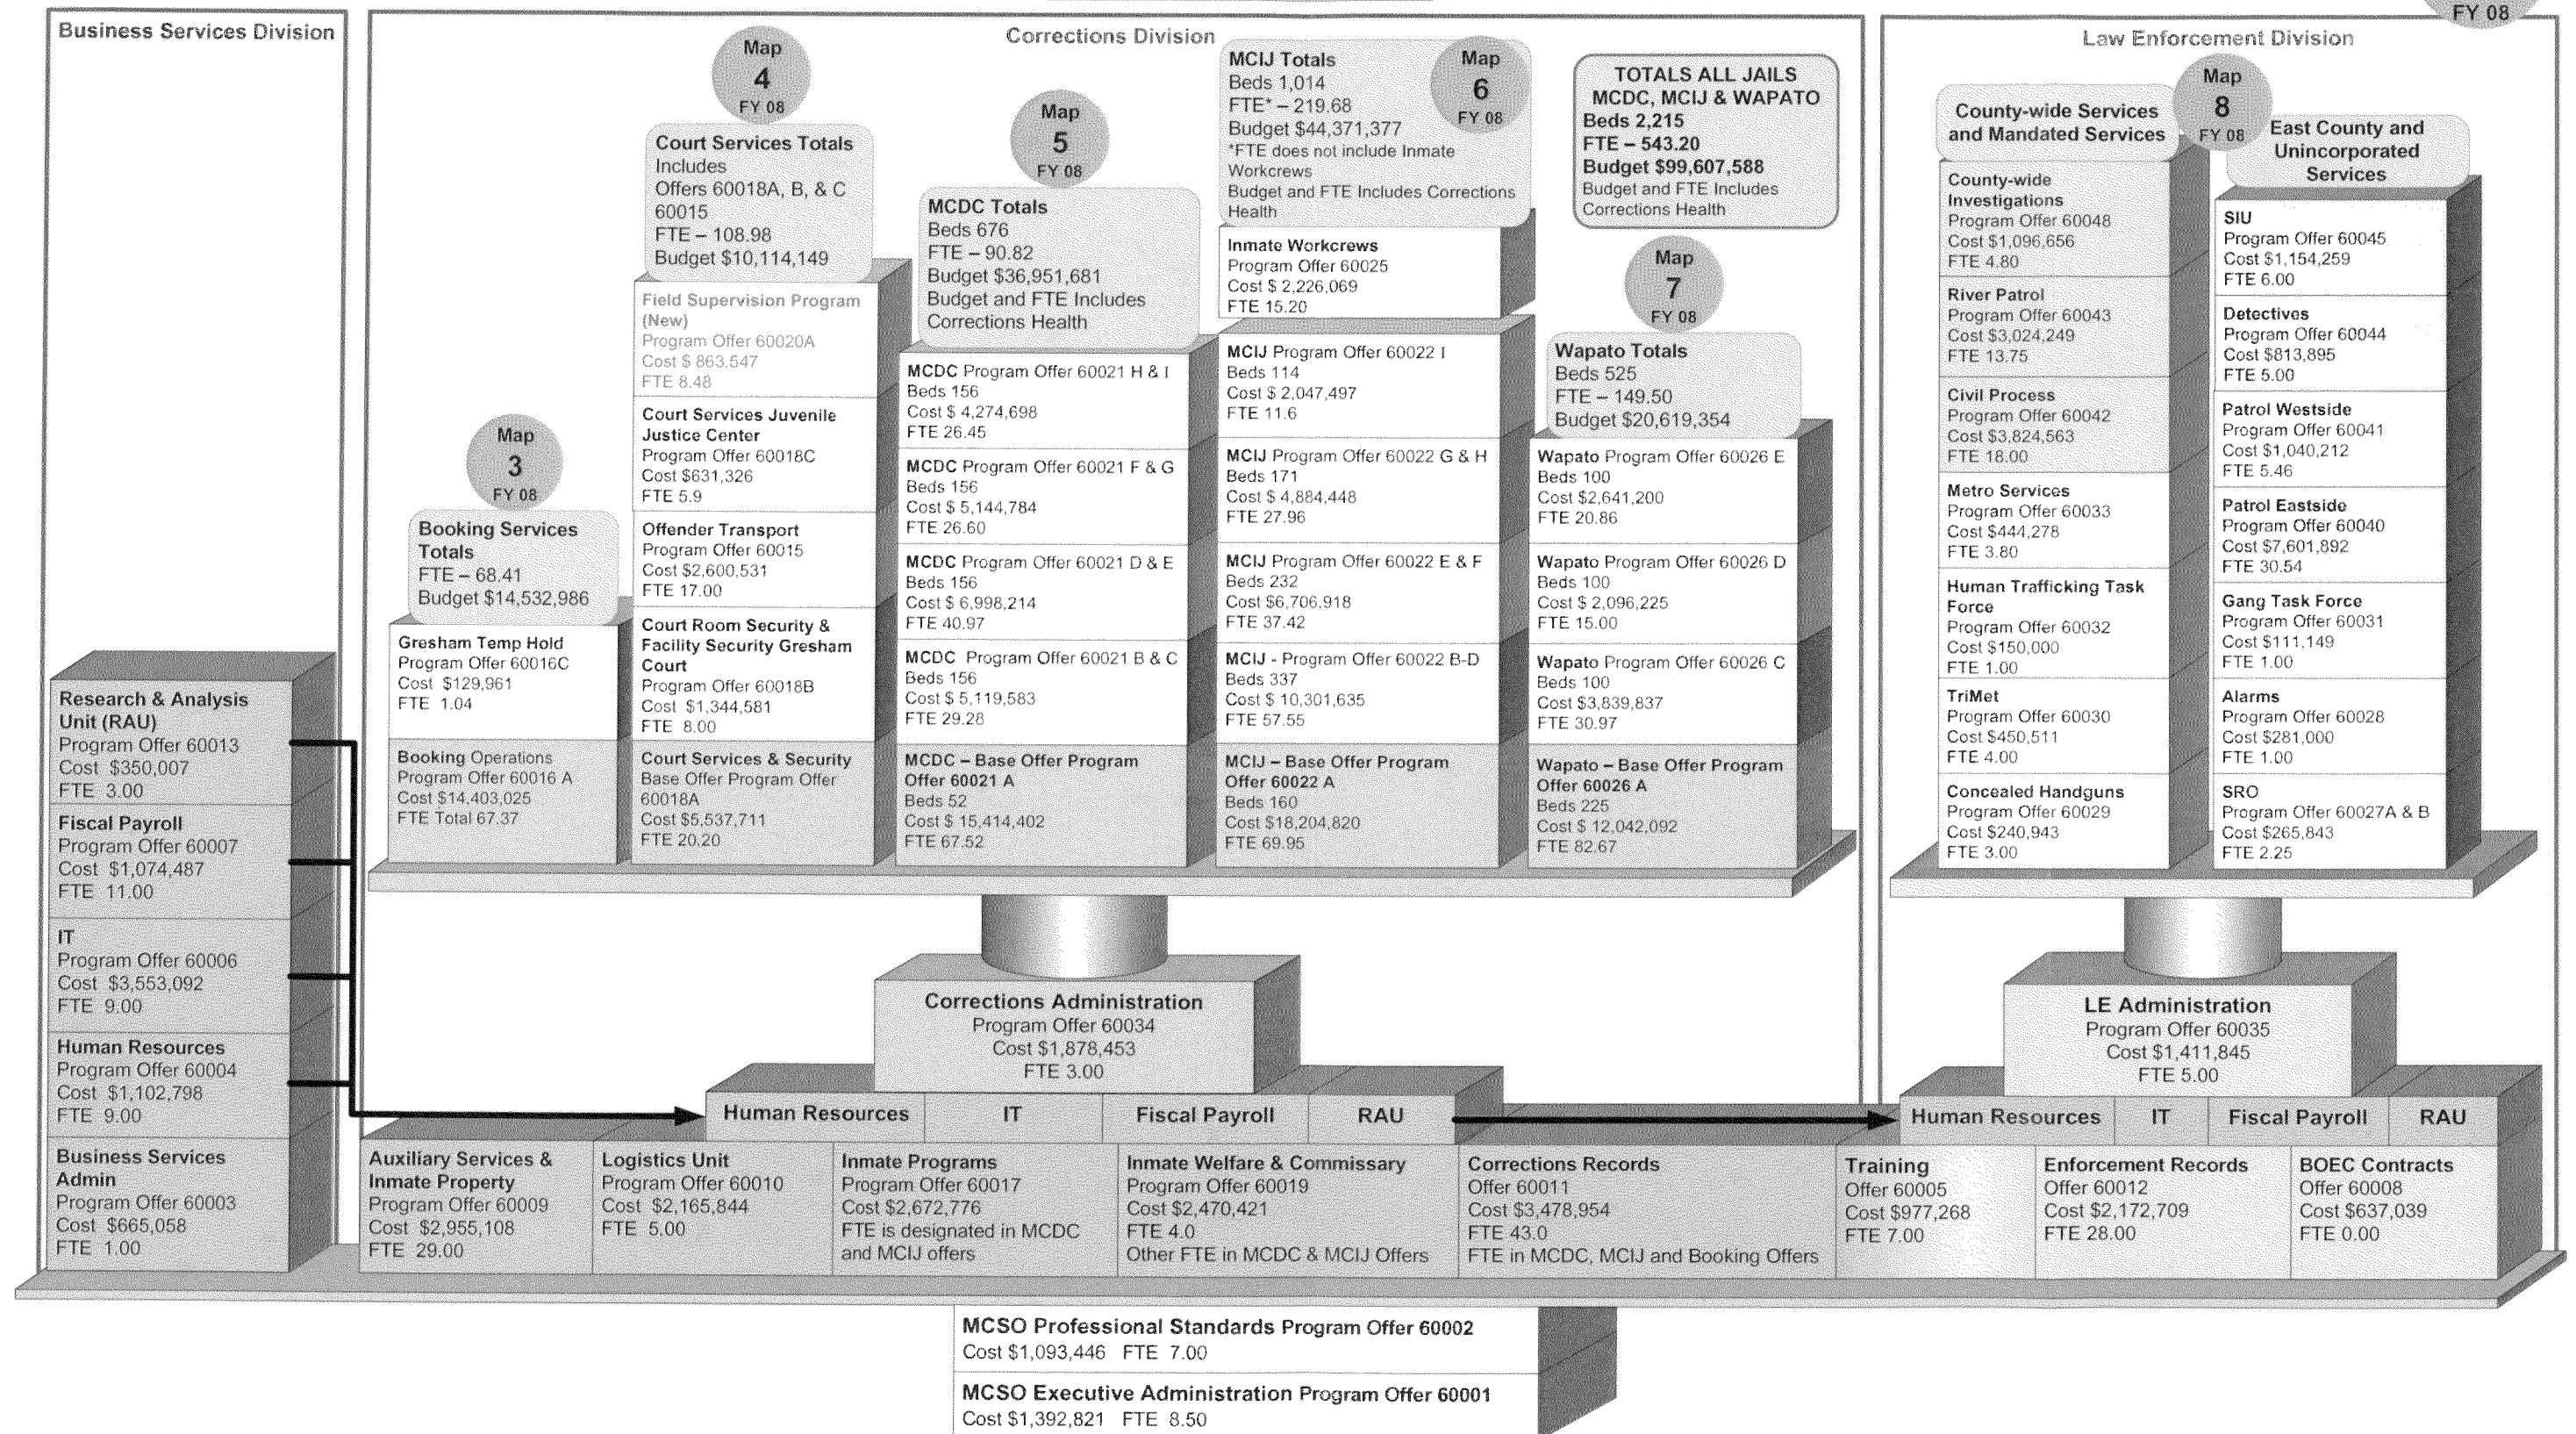 FY 08
Business Services Division
Research & Analysis
Unit (RAU)
Program Offer 60013
Cost $350,007
FTE 3.00
Fiscal Payroll
Program Offer 60007
Cost $1,074,487
FTE 11.00
IT
Program Offer 60006
Cost $3,553,092
FTE 9.00
Human Resources
Program Offer 60004
Cost $1,102,798
FTE 9.00
Business Services
Admin
Program Offer 60003
Cost $665,058
FTE 1.00
Corrections Division
Map
3
FY 08
Booking Services
Totals
FTE – 68.41
Budget $14,532,986
Gresham Temp Hold
Program Offer 60016C
Cost $129,961
FTE 1.04
Booking Operations
Program Offer 60016 A
Cost $14,403,025
FTE Total 67.37
Map
4
FY 08
Court Services Totals
Includes
Offers 60018A, B, & C
60015
FTE – 108.98
Budget $10,114,149
Field Supervision Program
(New)
Program Offer 60020A
Cost $ 863,547
FTE 8.48
Court Services Juvenile
Justice Center
Program Offer 60018C
Cost $631,326
FTE 5.9
Offender Transport
Program Offer 60015
Cost $2,600,531
FTE 17.00
Court Room Security &
Facility Security Gresham
Court
Program Offer 60018B
Cost $1,344,581
FTE 8.00
Court Services & Security
Base Offer Program Offer
60018A
Cost $5,537,711
FTE 20.20
Map
5
FY 08
MCDC Totals
Beds 676
FTE – 90.82
Budget $36,951,681
Budget and FTE Includes
Corrections Health
MCDC Program Offer 60021 H & I
Beds 156
Cost $ 4,274,698
FTE 26.45
MCDC Program Offer 60021 F & G
Beds 156
Cost $ 5,144,784
FTE 26.60
MCDC Program Offer 60021 D & E
Beds 156
Cost $ 6,998,214
FTE 40.97
MCDC Program Offer 60021 B & C
Beds 156
Cost $ 5,119,583
FTE 29.28
MCDC – Base Offer Program
Offer 60021 A
Beds 52
Cost $ 15,414,402
FTE 67.52
Map
6
FY 08
MCIJ Totals
Beds 1,014
FTE* – 219.68
Budget $44,371,377
*FTE does not include Inmate
Workcrews
Budget and FTE Includes Corrections
Health
Inmate Workcrews
Program Offer 60025
Cost $ 2,226,069
FTE 15.20
MCIJ Program Offer 60022 I
Beds 114
Cost $ 2,047,497
FTE 11.6
MCIJ Program Offer 60022 G & H
Beds 171
Cost $ 4,884,448
FTE 27.96
MCIJ Program Offer 60022 E & F
Beds 232
Cost $6,706,918
FTE 37.42
MCIJ - Program Offer 60022 B-D
Beds 337
Cost $ 10,301,635
FTE 57.55
MCIJ – Base Offer Program
Offer 60022 A
Beds 160
Cost $18,204,820
FTE 69.95
TOTALS ALL JAILS
MCDC, MCIJ & WAPATO
Beds 2,215
FTE – 543.20
Budget $99,607,588
Budget and FTE Includes
Corrections Health
Map
7
FY 08
Wapato Totals
Beds 525
FTE – 149.50
Budget $20,619,354
Wapato Program Offer 60026 E
Beds 100
Cost $2,641,200
FTE 20.86
Wapato Program Offer 60026 D
Beds 100
Cost $ 2,096,225
FTE 15.00
Wapato Program Offer 60026 C
Beds 100
Cost $3,839,837
FTE 30.97
Wapato – Base Offer Program
Offer 60026 A
Beds 225
Cost $ 12,042,092
FTE 82.67
Law Enforcement Division
Map
8
FY 08
County-wide Services
and Mandated Services
County-wide
Investigations
Program Offer 60048
Cost $1,096,656
FTE 4.80
River Patrol
Program Offer 60043
Cost $3,024,249
FTE 13.75
Civil Process
Program Offer 60042
Cost $3,824,563
FTE 18.00
Metro Services
Program Offer 60033
Cost $444,278
FTE 3.80
Human Trafficking Task
Force
Program Offer 60032
Cost $150,000
FTE 1.00
TriMet
Program Offer 60030
Cost $450,511
FTE 4.00
Concealed Handguns
Program Offer 60029
Cost $240,943
FTE 3.00
East County and
Unincorporated
Services
SIU
Program Offer 60045
Cost $1,154,259
FTE 6.00
Detectives
Program Offer 60044
Cost $813,895
FTE 5.00
Patrol Westside
Program Offer 60041
Cost $1,040,212
FTE 5.46
Patrol Eastside
Program Offer 60040
Cost $7,601,892
FTE 30.54
Gang Task Force
Program Offer 60031
Cost $111,149
FTE 1.00
Alarms
Program Offer 60028
Cost $281,000
FTE 1.00
SRO
Program Offer 60027A & B
Cost $265,843
FTE 2.25
Corrections Administration
Program Offer 60034
Cost $1,878,453
FTE 3.00
LE Administration
Program Offer 60035
Cost $1,411,845
FTE 5.00
Human Resources IT Fiscal Payroll RAU
Human Resources IT Fiscal Payroll RAU
Auxiliary Services &
Inmate Property
Program Offer 60009
Cost $2,955,108
FTE 29.00
Logistics Unit
Program Offer 60010
Cost $2,165,844
FTE 5.00
Inmate Programs
Program Offer 60017
Cost $2,672,776
FTE is designated in MCDC
and MCIJ offers
Inmate Welfare & Commissary
Program Offer 60019
Cost $2,470,421
FTE 4.0
Other FTE in MCDC & MCIJ Offers
Corrections Records
Offer 60011
Cost $3,478,954
FTE 43.0
FTE in MCDC, MCIJ and Booking Offers
Training
Offer 60005
Cost $977,268
FTE 7.00
Enforcement Records
Offer 60012
Cost $2,172,709
FTE 28.00
BOEC Contracts
Offer 60008
Cost $637,039
FTE 0.00
MCSO Professional Standards Program Offer 60002
Cost $1,093,446 FTE 7.00
MCSO Executive Administration Program Offer 60001
Cost $1,392,821 FTE 8.50